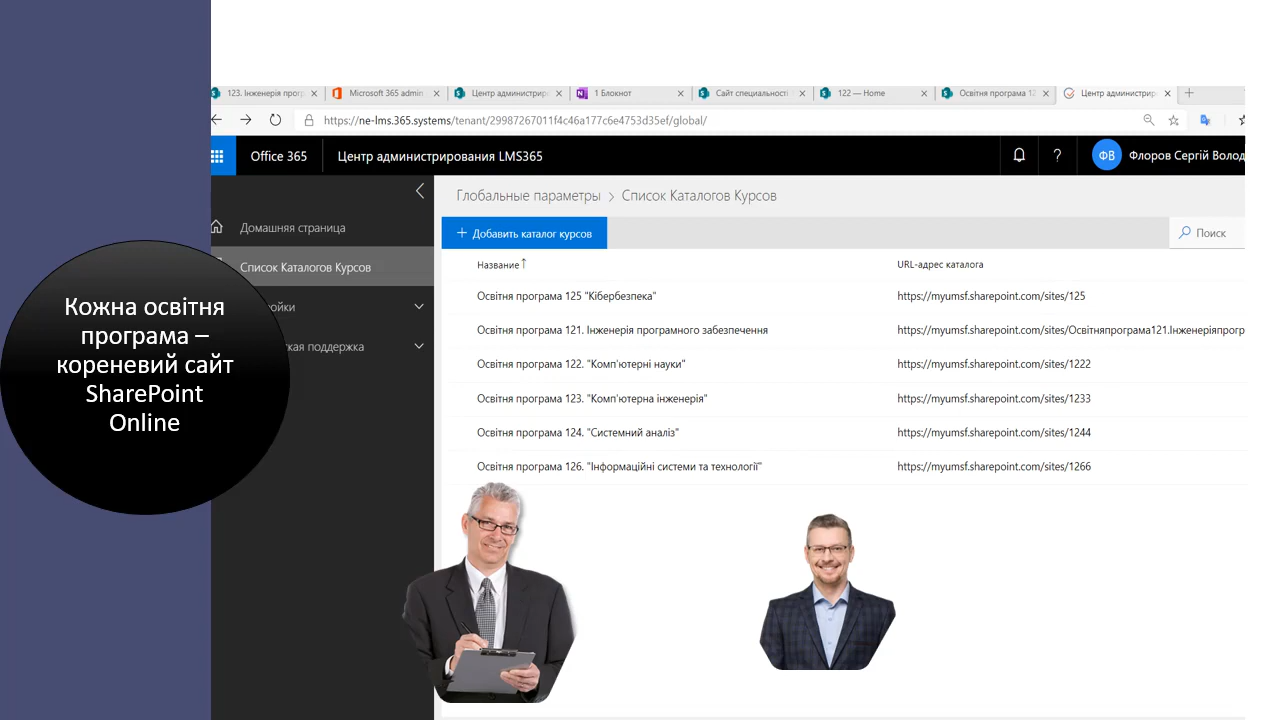 123. Інженерія прогр
Microsoft 365 admin
Центр администрир
1 Блокнот
Сайт специальності
122 — Home
Освітня програма 12
Центр администрир
https://ne-lms.365.systems/tenant/29987267011f4c46a177c6e4753d35ef/global/
Office 365
Центр администрирования LMS365
?
ФВ
Флоров Сергій Волод
Глобальные параметры > Список Каталогов Курсов
Домашняя страница
Список Каталогов Курсов
ойки
ская поддержка
+ Добавить каталог курсов
Поиск
Название
URL-адрес каталога
Освітня програма 125 "Кібербезпека"
https://myumsf.sharepoint.com/sites/125
Освітня програма 121. Інженерія програмного забезпечення
https://myumsf.sharepoint.com/sites/Освітняпрограма121.Інженеріяпрогр
Освітня програма 122. "Комп'ютерні науки"
https://myumsf.sharepoint.com/sites/1222
Освітня програма 123. "Комп'ютерна інженерія"
https://myumsf.sharepoint.com/sites/1233
Освітня програма 124. "Системний аналіз"
https://myumsf.sharepoint.com/sites/1244
Освітня програма 126. "Інформаційні системи та технології"
https://myumsf.sharepoint.com/sites/1266
Кожна освітня
програма –
кореневий сайт
SharePoint
Online